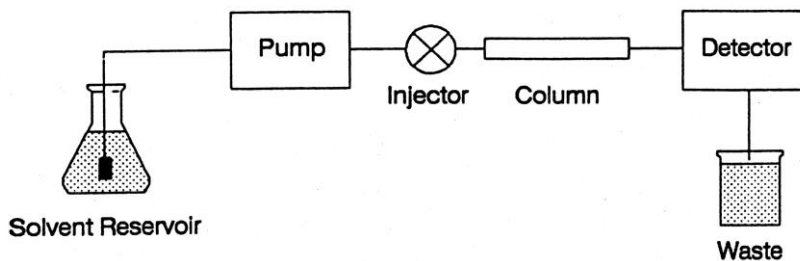 Pump
Detector
Injector
Column
Solvent Reservoir
Waste